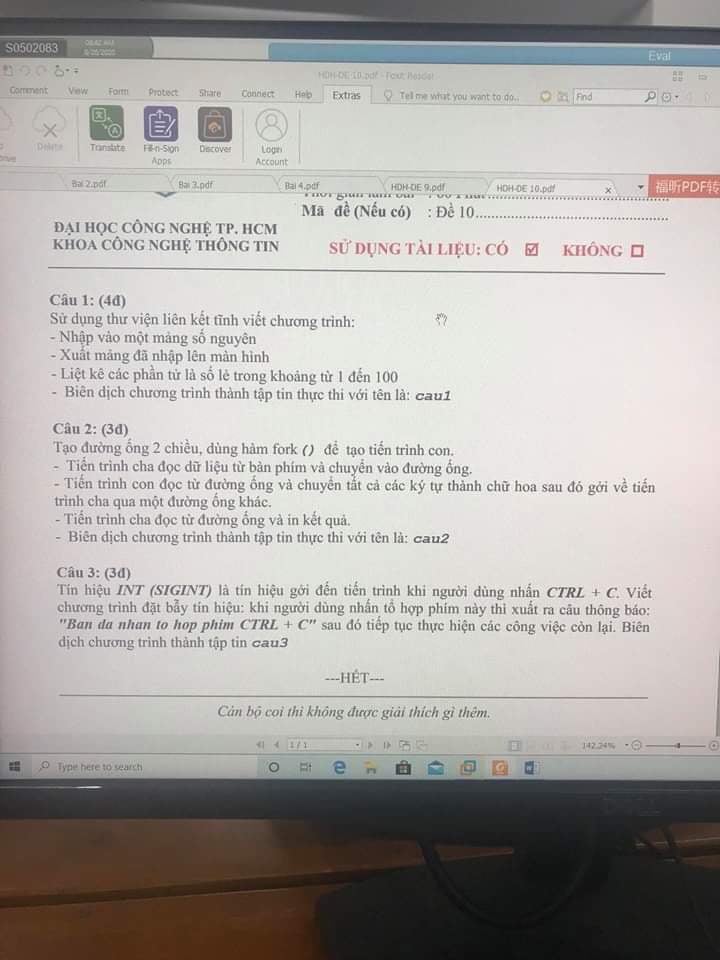 S0502083
Eval
HDH-DE 10.pdf - Foxit Reader
Comment View Form Protect Share Connect Help Extras Tell me what you want to do.. Find
Delete Translate Fill-n-Sign Discover Login
Apps Account
Bai 2.pdf Bai 3.pdf Bai 4.pdf HDH-DE 9.pdf HDH-DE 10.pdf × 福昕PDF转
Mã đề (Nếu có) : Đề 10
ĐẠI HỌC CÔNG NGHỆ TP. HCM
KHOA CÔNG NGHỆ THÔNG TIN
SỬ DỤNG TÀI LIỆU: CÓ ☑ KHÔNG ☐
Câu 1: (4đ)
Sử dụng thư viện liên kết tĩnh viết chương trình:
- Nhập vào một mảng số nguyên
- Xuất mảng đã nhập lên màn hình
- Liệt kê các phần tử là số lẻ trong khoảng từ 1 đến 100
- Biên dịch chương trình thành tập tin thực thi với tên là: cau1
Câu 2: (3đ)
Tạo đường ống 2 chiều, dùng hàm fork () để tạo tiến trình con.
- Tiến trình cha đọc dữ liệu từ bàn phím và chuyển vào đường ống.
- Tiến trình con đọc từ đường ống và chuyển tất cả các ký tự thành chữ hoa sau đó gởi về tiến
trình cha qua một đường ống khác.
- Tiến trình cha đọc từ đường ống và in kết quả.
- Biên dịch chương trình thành tập tin thực thi với tên là: cau2
Câu 3: (3đ)
Tín hiệu INT (SIGINT) là tín hiệu gởi đến tiến trình khi người dùng nhấn CTRL + C. Viết
chương trình đặt bẫy tín hiệu: khi người dùng nhấn tổ hợp phím này thì xuất ra câu thông báo:
"Ban da nhan to hop phim CTRL + C" sau đó tiếp tục thực hiện các công việc còn lại. Biên
dịch chương trình thành tập tin cau3
---HẾT---
Cán bộ coi thi không được giải thích gì thêm.
1 / 1
142.24%
Type here to search
DELL